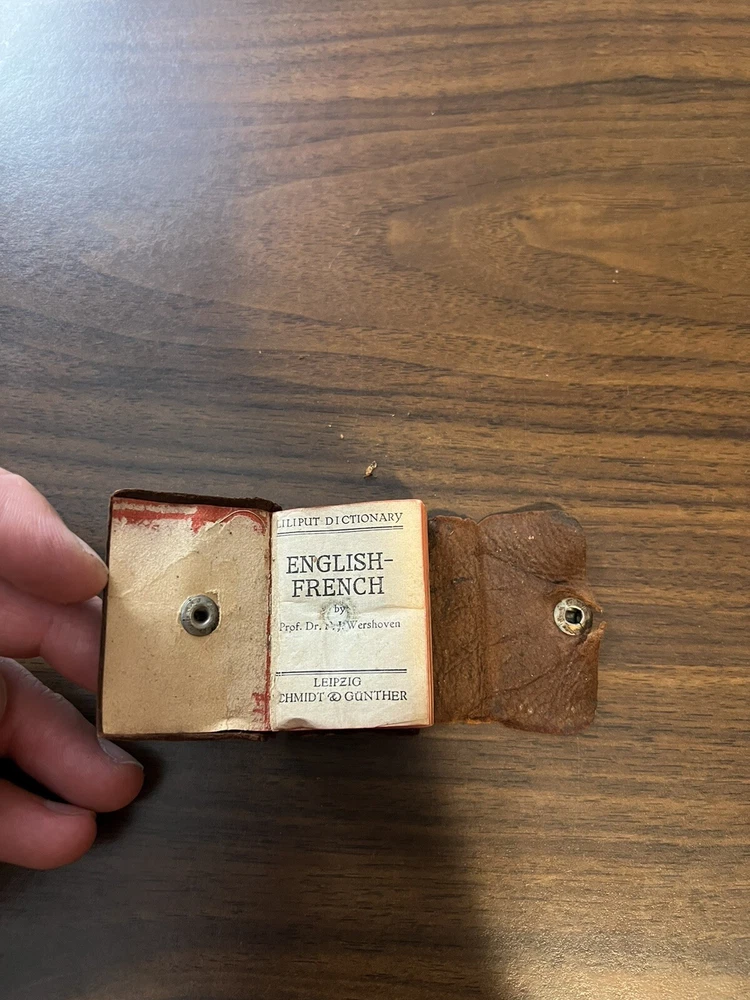 LILIPUT DICTIONARY
ENGLISH-
FRENCH
by
Prof. Dr. F. J. Wershoven
LEIPZIG
CHMIDT & GÜNTHER